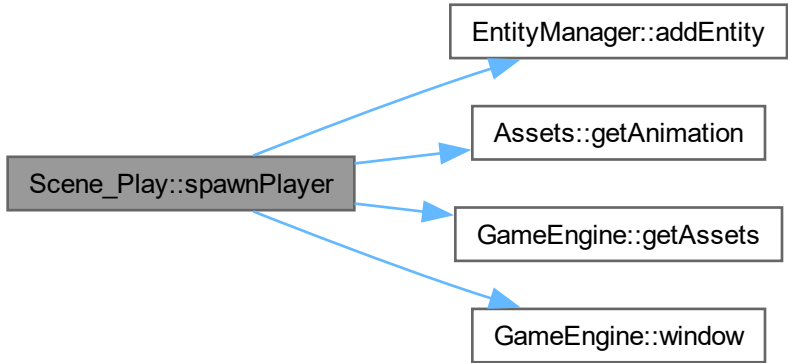 EntityManager::addEntity
Assets::getAnimation
Scene_Play::spawnPlayer
GameEngine::getAssets
GameEngine::window